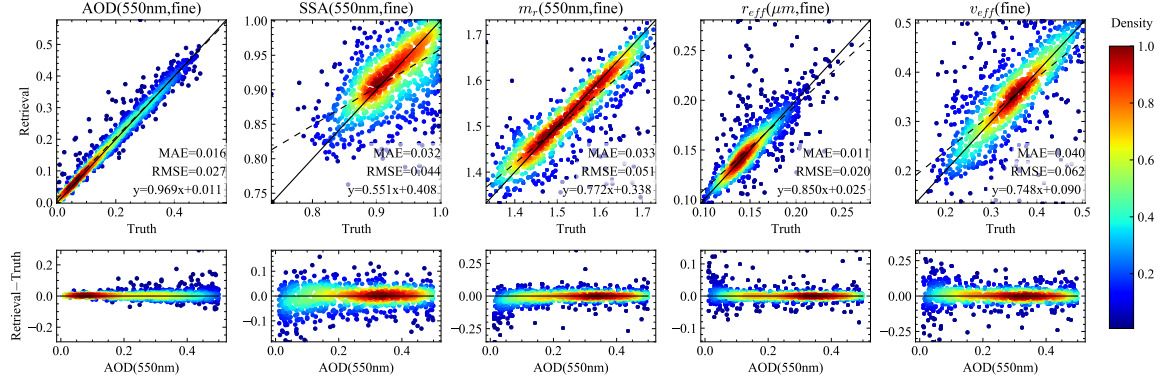 AOD(550nm,fine)
SSA(550nm,fine)
m_r(550nm,fine)
r_eff(μm,fine)
v_eff(fine)
Density
Retrieval
0.5
0.4
0.3
0.2
0.1
0.0
0.0 0.2 0.4
Truth
MAE=0.016
RMSE=0.027
y=0.969x+0.011
1.00
0.95
0.90
0.85
0.80
0.75
0.8 0.9 1.0
Truth
MAE=0.032
RMSE=0.044
y=0.551x+0.408
1.7
1.6
1.5
1.4
1.4 1.5 1.6 1.7
Truth
MAE=0.033
RMSE=0.051
y=0.772x+0.338
0.25
0.20
0.15
0.10
0.10 0.15 0.20 0.25
Truth
MAE=0.011
RMSE=0.020
y=0.850x+0.025
0.5
0.4
0.3
0.2
0.2 0.3 0.4 0.5
Truth
MAE=0.040
RMSE=0.062
y=0.748x+0.090
1.0
0.8
0.6
0.4
0.2
Retrieval−Truth
0.2
0.0
−0.2
0.0 0.2 0.4
AOD(550nm)
0.1
0.0
−0.1
0.0 0.2 0.4
AOD(550nm)
0.25
0.00
−0.25
0.0 0.2 0.4
AOD(550nm)
0.1
0.0
−0.1
0.0 0.2 0.4
AOD(550nm)
0.25
0.00
−0.25
0.0 0.2 0.4
AOD(550nm)